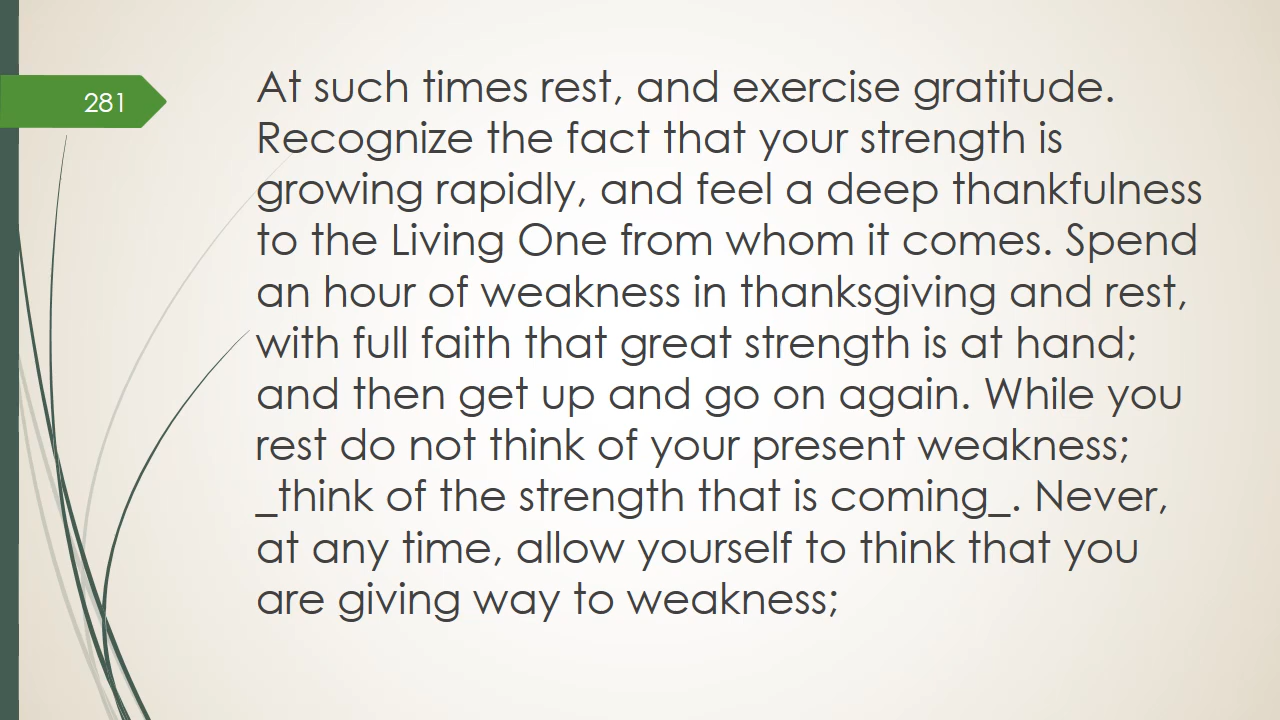 281
At such times rest, and exercise gratitude.
Recognize the fact that your strength is
growing rapidly, and feel a deep thankfulness
to the Living One from whom it comes. Spend
an hour of weakness in thanksgiving and rest,
with full faith that great strength is at hand;
and then get up and go on again. While you
rest do not think of your present weakness;
_think of the strength that is coming_. Never,
at any time, allow yourself to think that you
are giving way to weakness;